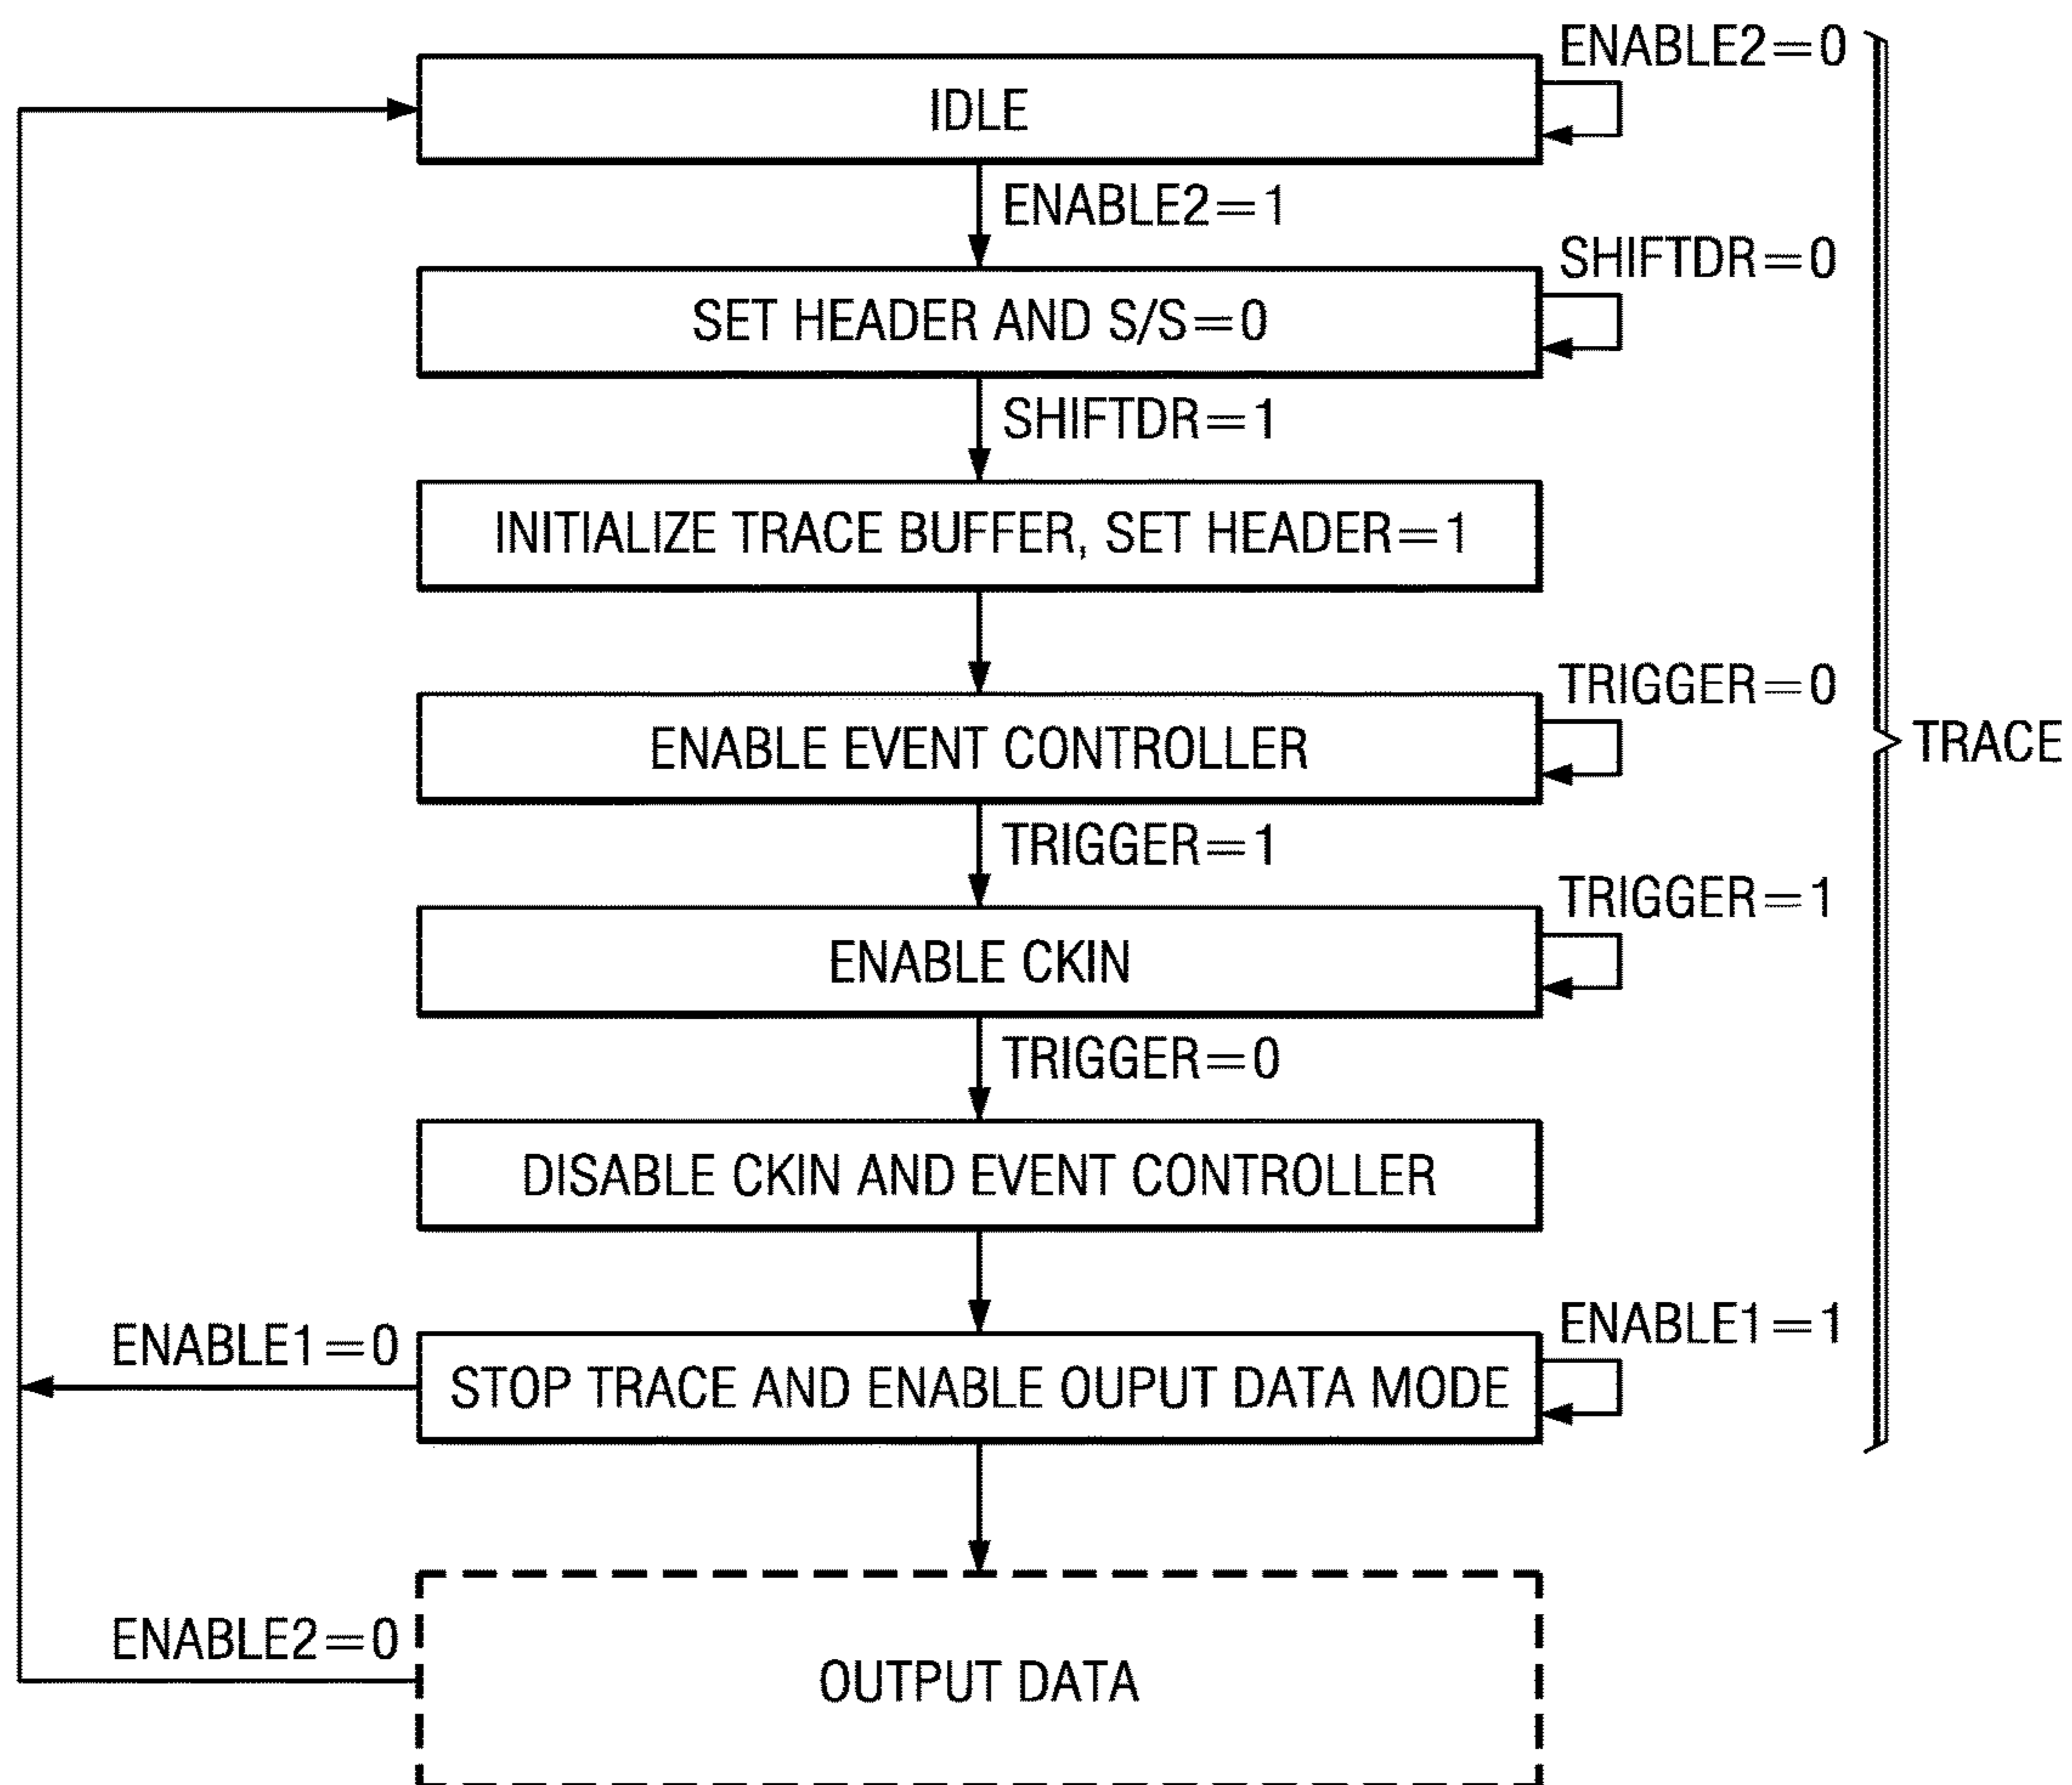 ENABLE2=0
IDLE
ENABLE2=1
SHIFTDR=0
SET HEADER AND S/S=0
SHIFTDR=1
INITIALIZE TRACE BUFFER, SET HEADER=1
TRIGGER=0
ENABLE EVENT CONTROLLER
TRACE
TRIGGER=1
TRIGGER=1
ENABLE CKIN
TRIGGER=0
DISABLE CKIN AND EVENT CONTROLLER
ENABLE1=0
ENABLE1=1
STOP TRACE AND ENABLE OUPUT DATA MODE
ENABLE2=0
OUTPUT DATA